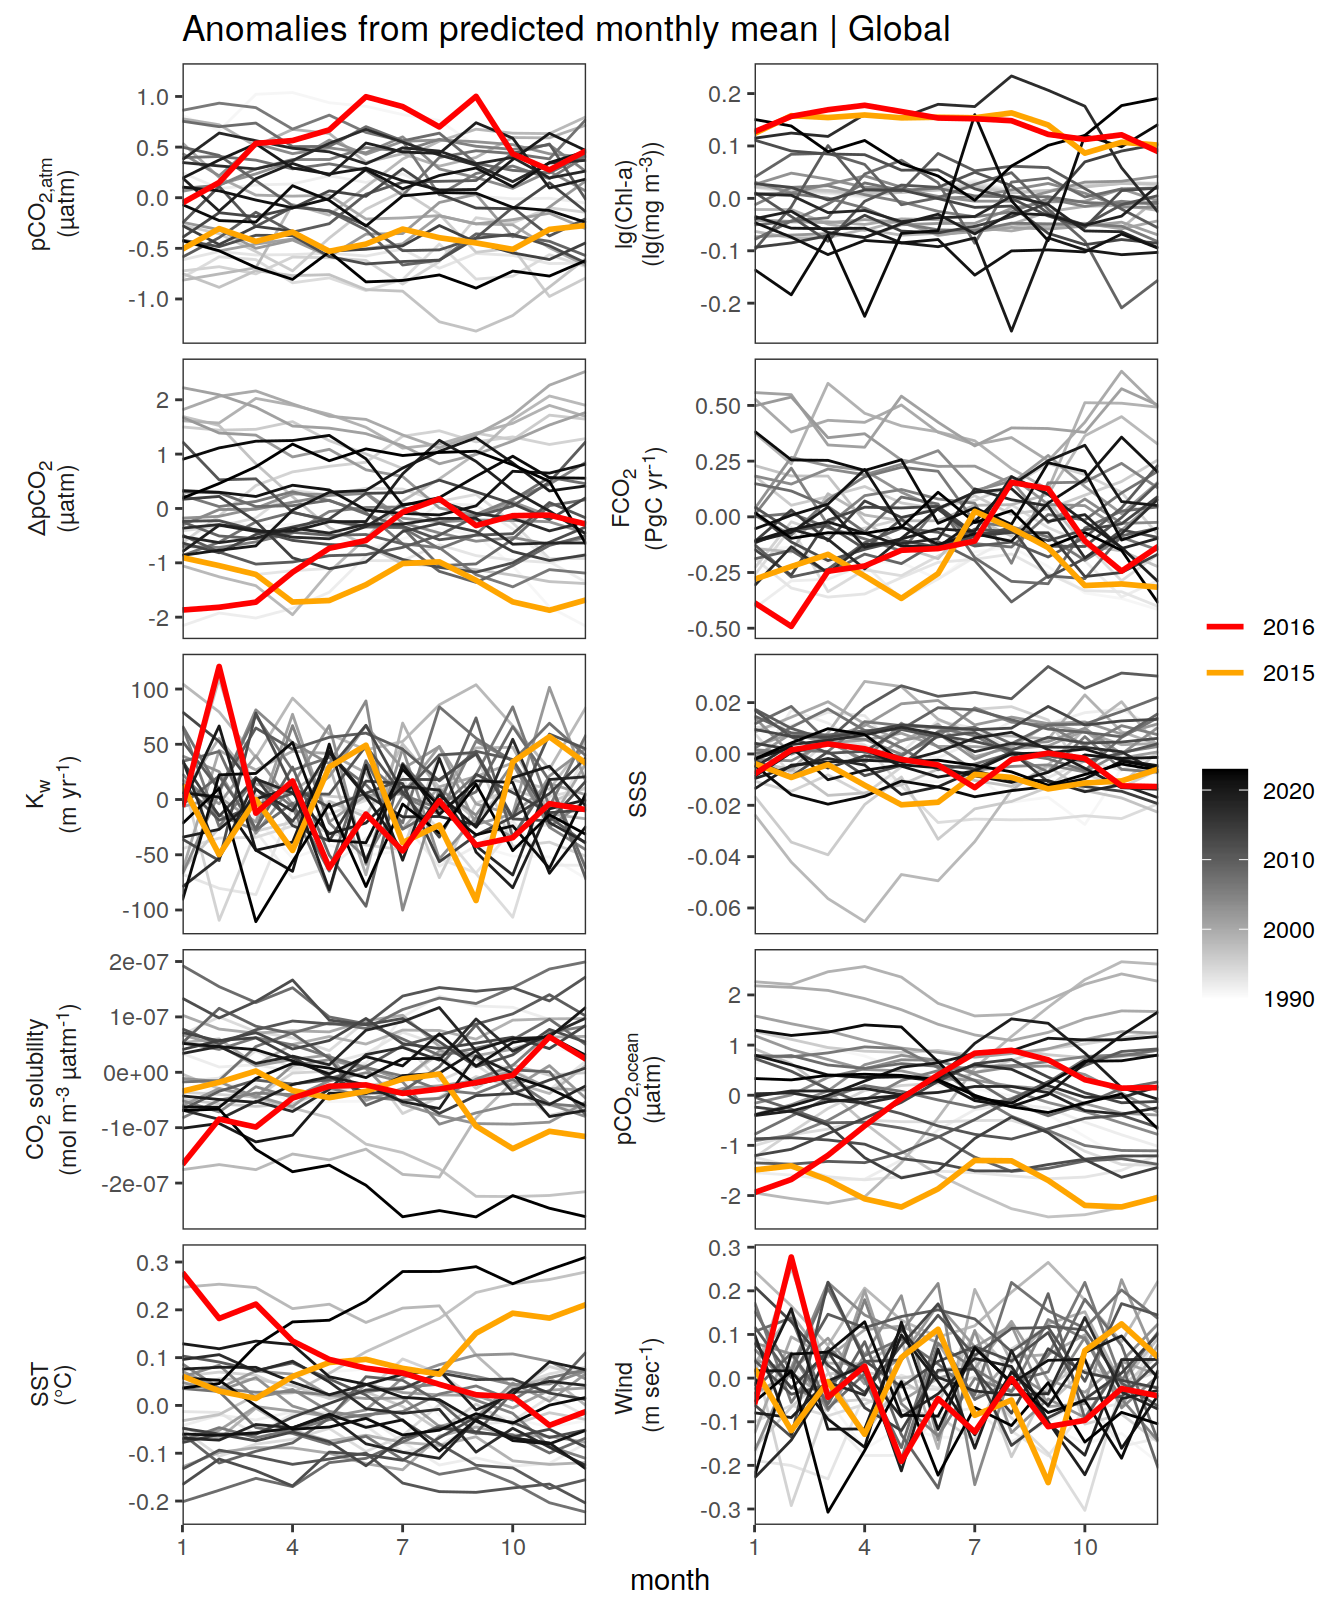 Anomalies from predicted monthly mean | Global
pCO2,atm
(µatm)
1.0
0.5
0.0
-0.5
-1.0
lg(Chl-a)
(lg(mg m-3))
0.2
0.1
0.0
-0.1
-0.2
ΔpCO2
(µatm)
2
1
0
-1
-2
FCO2
(PgC yr-1)
0.50
0.25
0.00
-0.25
-0.50
Kw
(m yr-1)
100
50
0
-50
-100
SSS
0.02
0.00
-0.02
-0.04
-0.06
CO2 solubility
(mol m-3 µatm-1)
2e-07
1e-07
0e+00
-1e-07
-2e-07
pCO2,ocean
(µatm)
2
1
0
-1
-2
SST
(°C)
0.3
0.2
0.1
0.0
-0.1
-0.2
Wind
(m sec-1)
0.3
0.2
0.1
0.0
-0.1
-0.2
-0.3
1 4 7 10
1 4 7 10
month
2016
2015
2020
2010
2000
1990